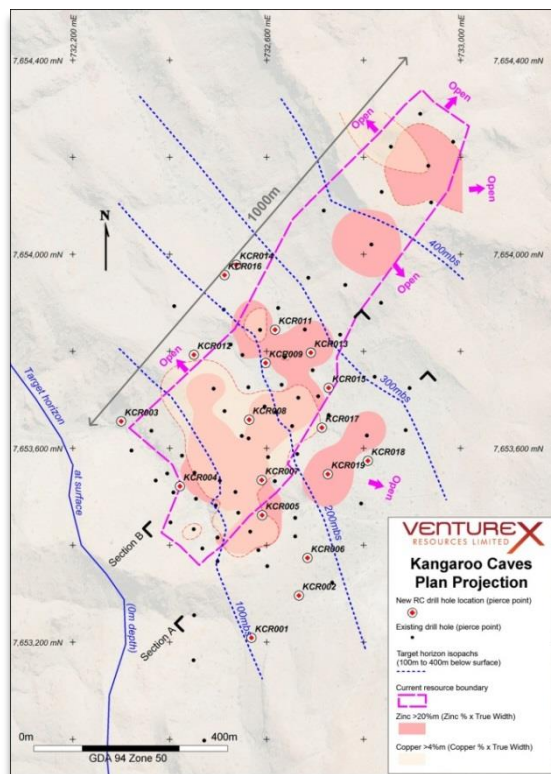 732,200 mE
732,600 mE
733,000 mE
7,654,400 mN
7,654,400 mN
Open
Open
1000m
Open
N
KCR014
KCR016
7,654,000 mN
7,654,000 mN
400mbs
Open
KCR011
KCR012
KCR013
KCR009
Open
KCR015
300mbs
Target horizon
at surface
(0m depth)
KCR003
KCR008
KCR017
7,653,600 mN
7,653,600 mN
KCR018
KCR007
KCR019
KCR004
Open
KCR005
200mbs
Section B
KCR006
KCR002
100mbs
Section A
KCR001
7,653,200 mN
VENTUREX
RESOURCES LIMITED
Kangaroo Caves
Plan Projection
New RC drill hole location (pierce point)
Existing drill hole (pierce point)
Target horizon isopachs
(100m to 400m below surface)
Current resource boundary
Zinc >20%m (Zinc % x True Width)
Copper >4%m (Copper % x True Width)
0m
400m
GDA 94 Zone 50